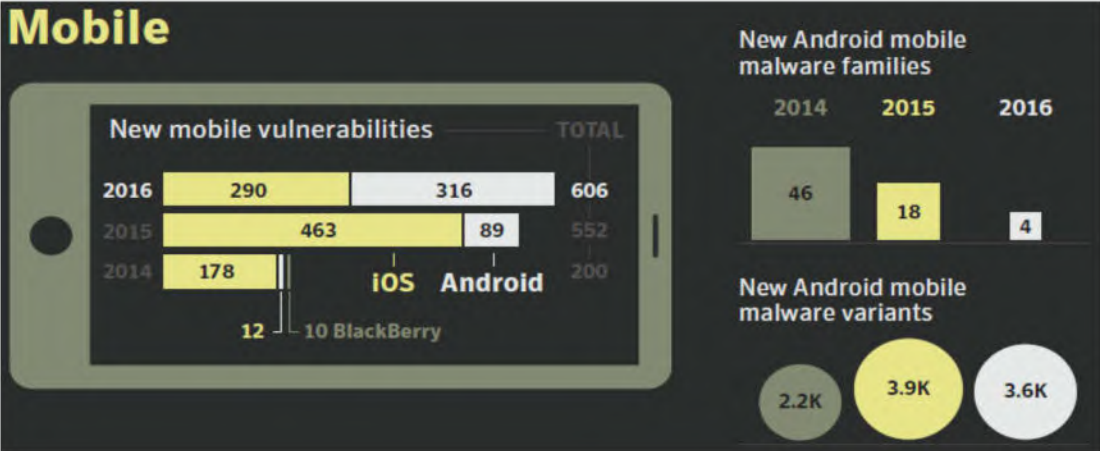 Mobile
New mobile vulnerabilities TOTAL
2016 290 316 606
2015 463 89 552
2014 178 iOS Android 200
12 10 BlackBerry
New Android mobile
malware families
2014 2015 2016
46 18 4
New Android mobile
malware variants
2.2K 3.9K 3.6K